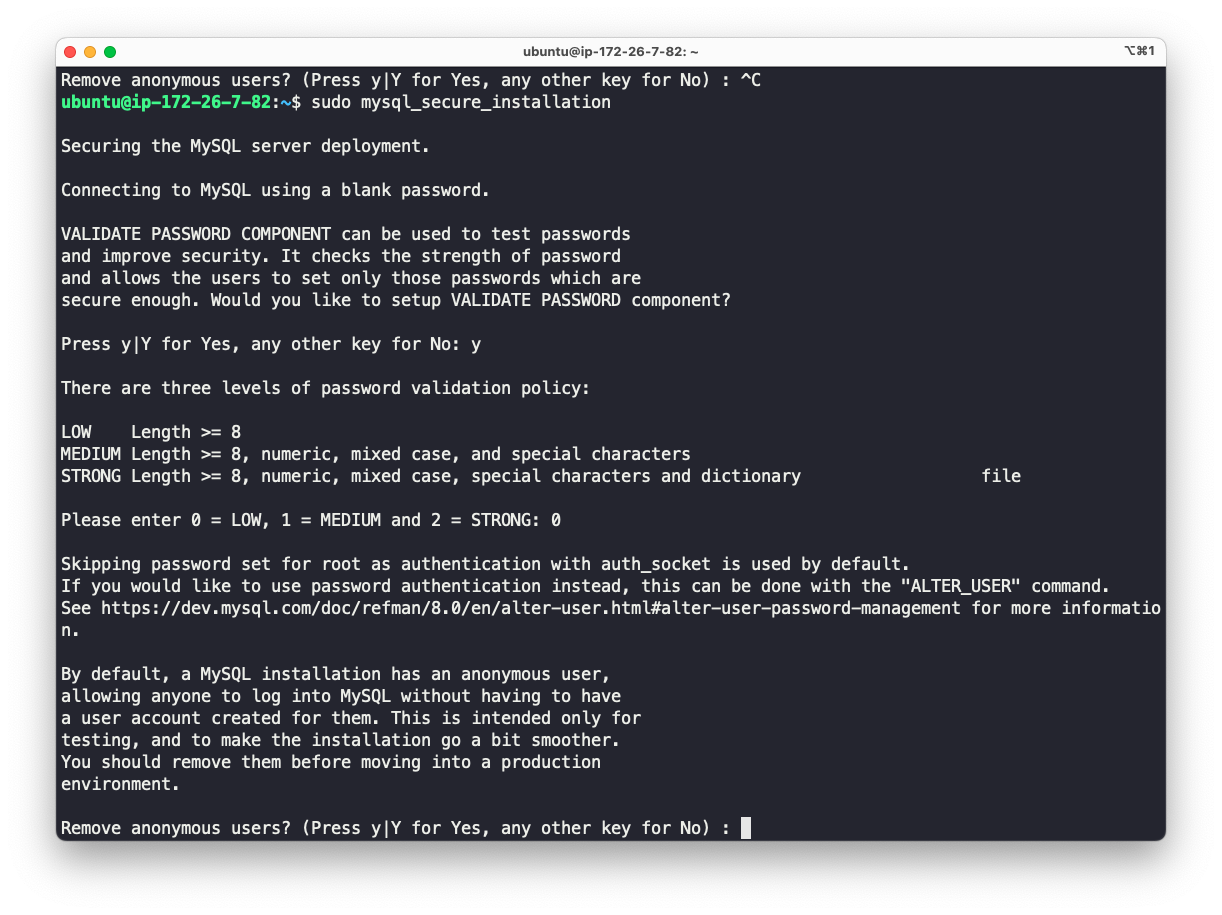 ubuntu@ip-172-26-7-82: ~
⌥⌘1
Remove anonymous users? (Press y|Y for Yes, any other key for No) : ^C
ubuntu@ip-172-26-7-82:~$ sudo mysql_secure_installation
Securing the MySQL server deployment.
Connecting to MySQL using a blank password.
VALIDATE PASSWORD COMPONENT can be used to test passwords
and improve security. It checks the strength of password
and allows the users to set only those passwords which are
secure enough. Would you like to setup VALIDATE PASSWORD component?
Press y|Y for Yes, any other key for No: y
There are three levels of password validation policy:
LOW    Length >= 8
MEDIUM Length >= 8, numeric, mixed case, and special characters
STRONG Length >= 8, numeric, mixed case, special characters and dictionary                  file
Please enter 0 = LOW, 1 = MEDIUM and 2 = STRONG: 0
Skipping password set for root as authentication with auth_socket is used by default.
If you would like to use password authentication instead, this can be done with the "ALTER_USER" command.
See https://dev.mysql.com/doc/refman/8.0/en/alter-user.html#alter-user-password-management for more informatio
n.
By default, a MySQL installation has an anonymous user,
allowing anyone to log into MySQL without having to have
a user account created for them. This is intended only for
testing, and to make the installation go a bit smoother.
You should remove them before moving into a production
environment.
Remove anonymous users? (Press y|Y for Yes, any other key for No) :